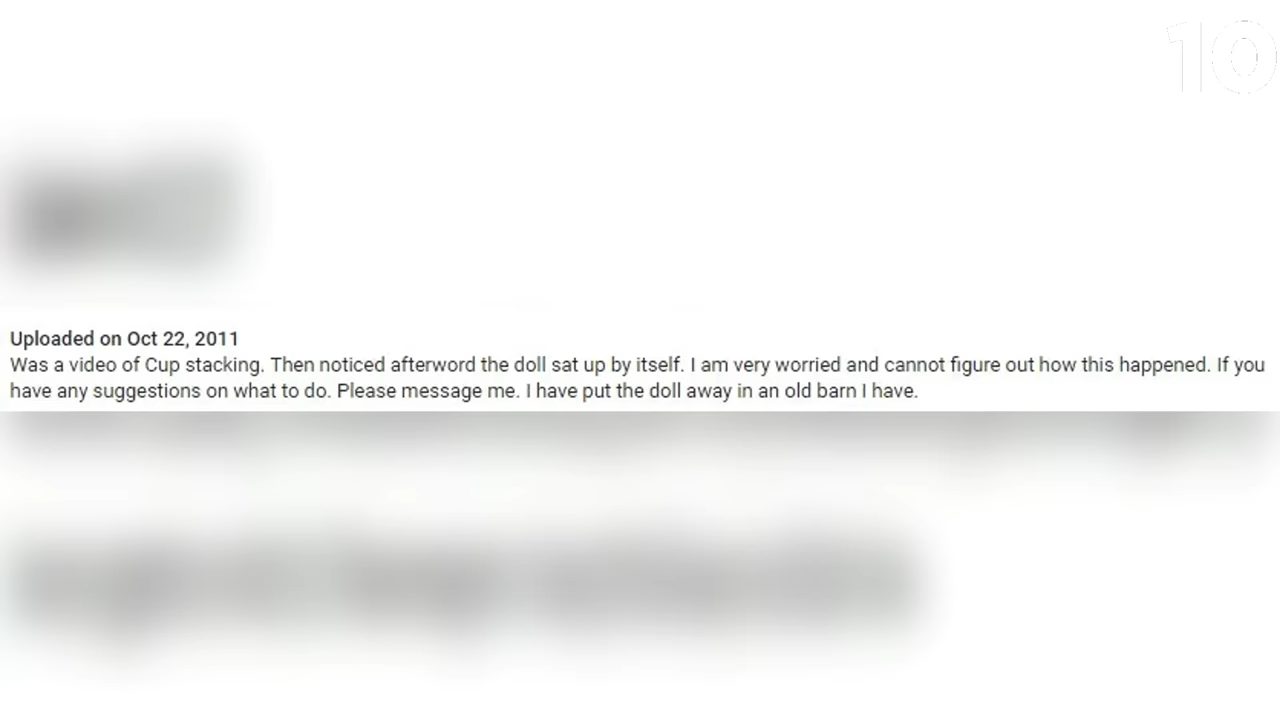 10
Uploaded on Oct 22, 2011
Was a video of Cup stacking. Then noticed afterword the doll sat up by itself. I am very worried and cannot figure out how this happened. If you
have any suggestions on what to do. Please message me. I have put the doll away in an old barn I have.